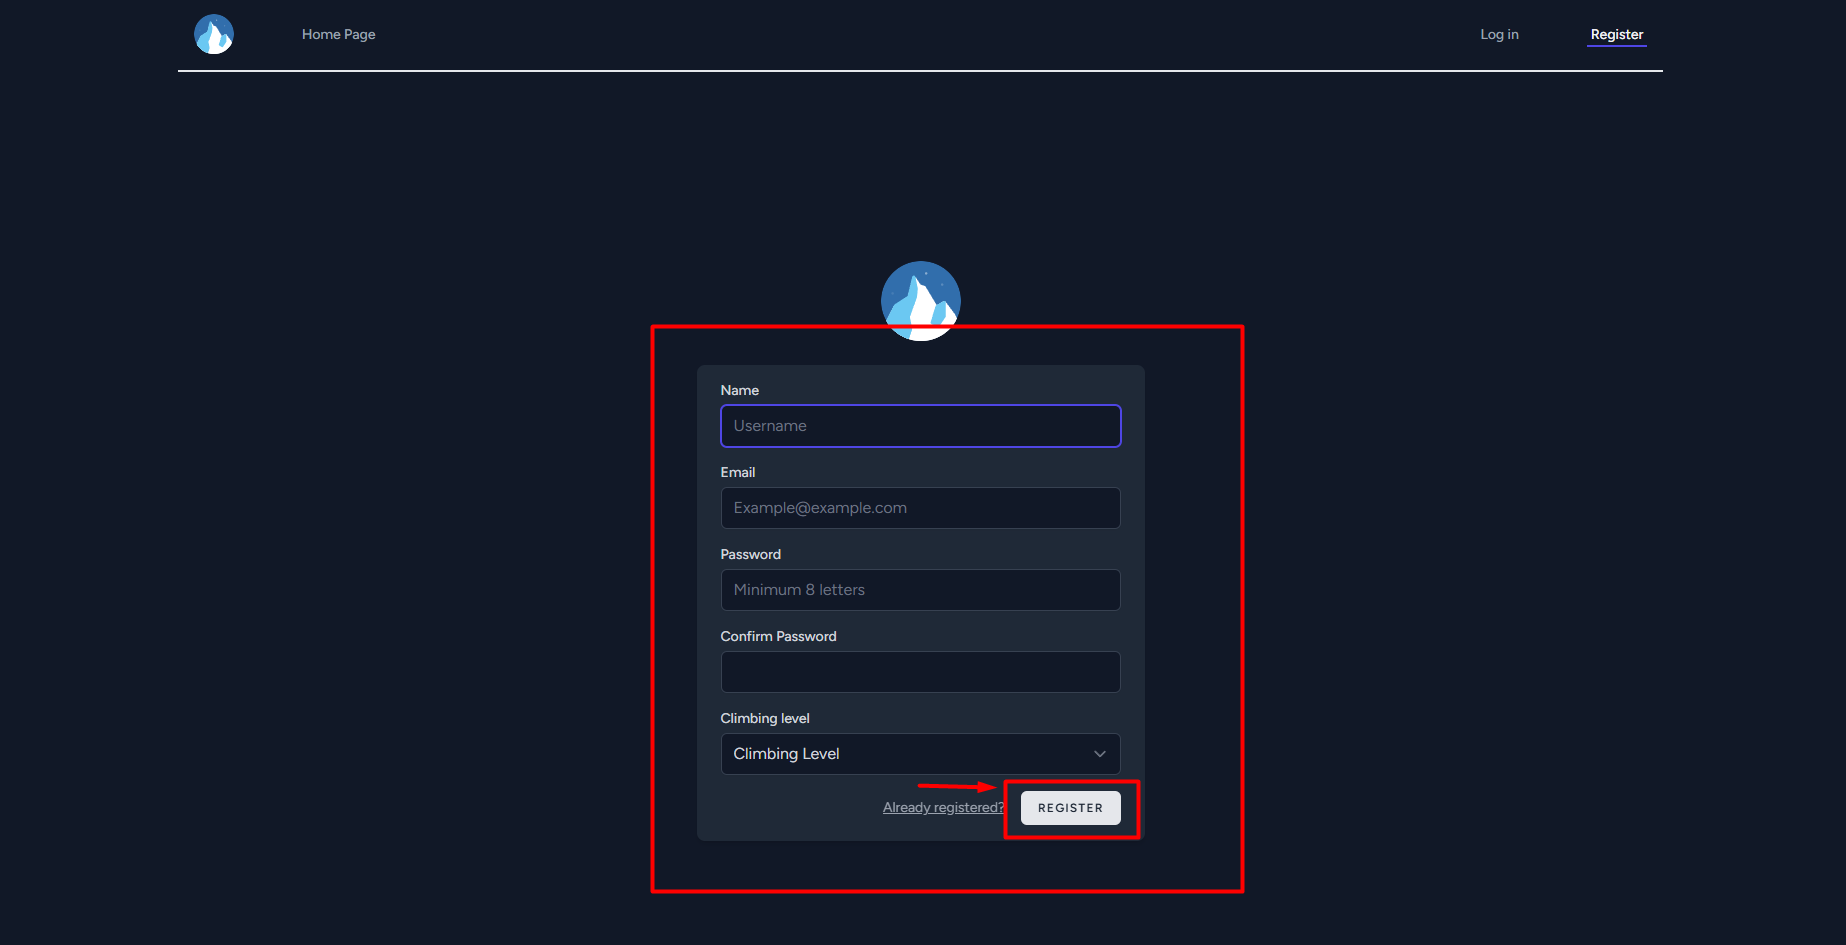 Home Page
Log in
Register
Name
Username
Email
Example@example.com
Password
Minimum 8 letters
Confirm Password
Climbing level
Climbing Level
Already registered?
REGISTER